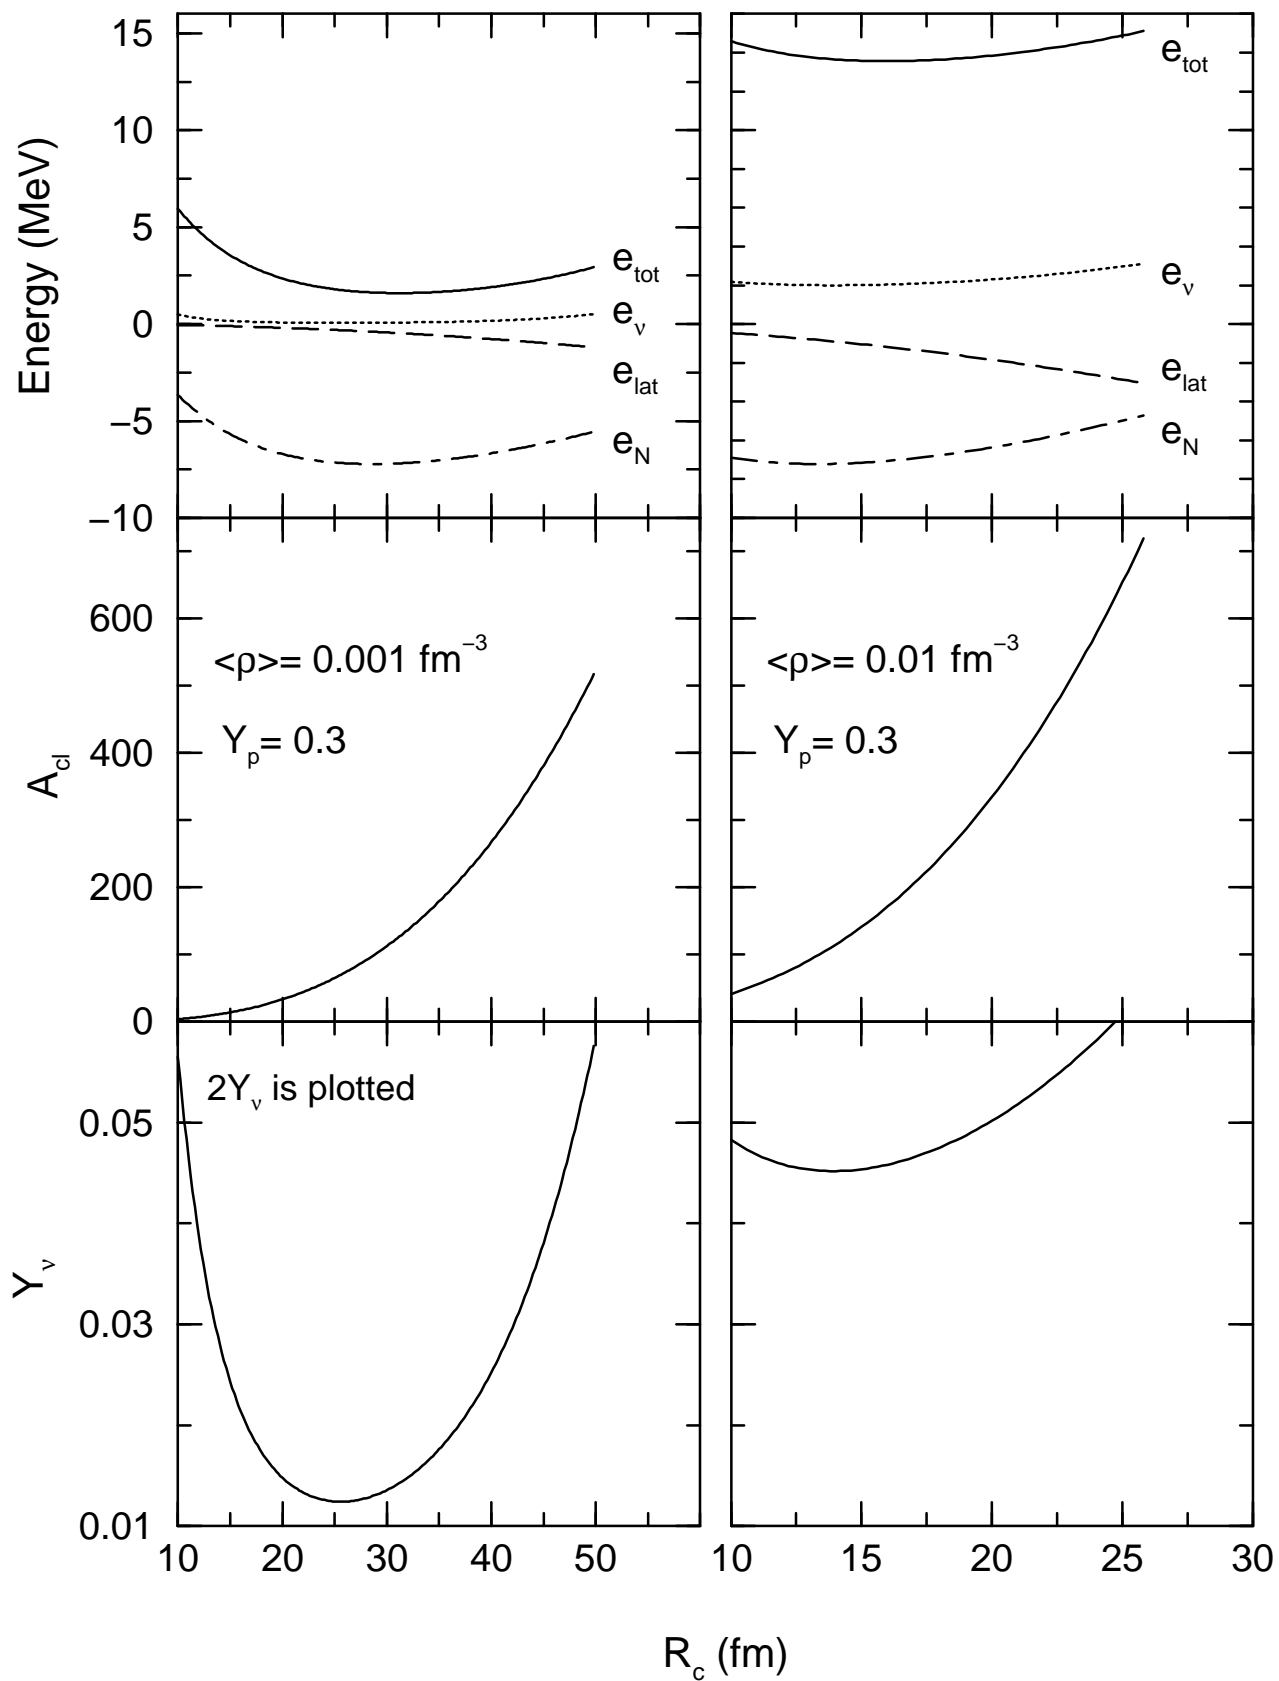 Energy (MeV)
15
10
5
0
−5
−10
e_tot
e_ν
e_lat
e_N
e_tot
e_ν
e_lat
e_N
A_cl
600
400
200
0
<ρ>= 0.001 fm⁻³
Y_p= 0.3
<ρ>= 0.01 fm⁻³
Y_p= 0.3
Y_ν
0.05
0.03
0.01
2Y_ν is plotted
10 20 30 40 50
10 15 20 25 30
R_c (fm)